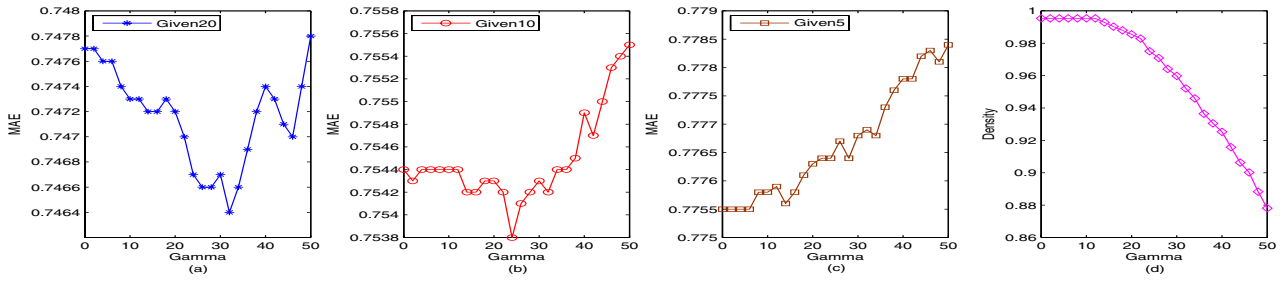 0.748
0.7478
0.7476
0.7474
0.7472
0.747
0.7468
0.7466
0.7464
MAE
Given20
0 10 20 30 40 50
Gamma
(a)
0.7558
0.7556
0.7554
0.7552
0.755
0.7548
0.7546
0.7544
0.7542
0.754
0.7538
MAE
Given10
0 10 20 30 40 50
Gamma
(b)
0.779
0.7785
0.778
0.7775
0.777
0.7765
0.776
0.7755
0.775
MAE
Given5
0 10 20 30 40 50
Gamma
(c)
1
0.98
0.96
0.94
0.92
0.9
0.88
0.86
Density
0 10 20 30 40 50
Gamma
(d)